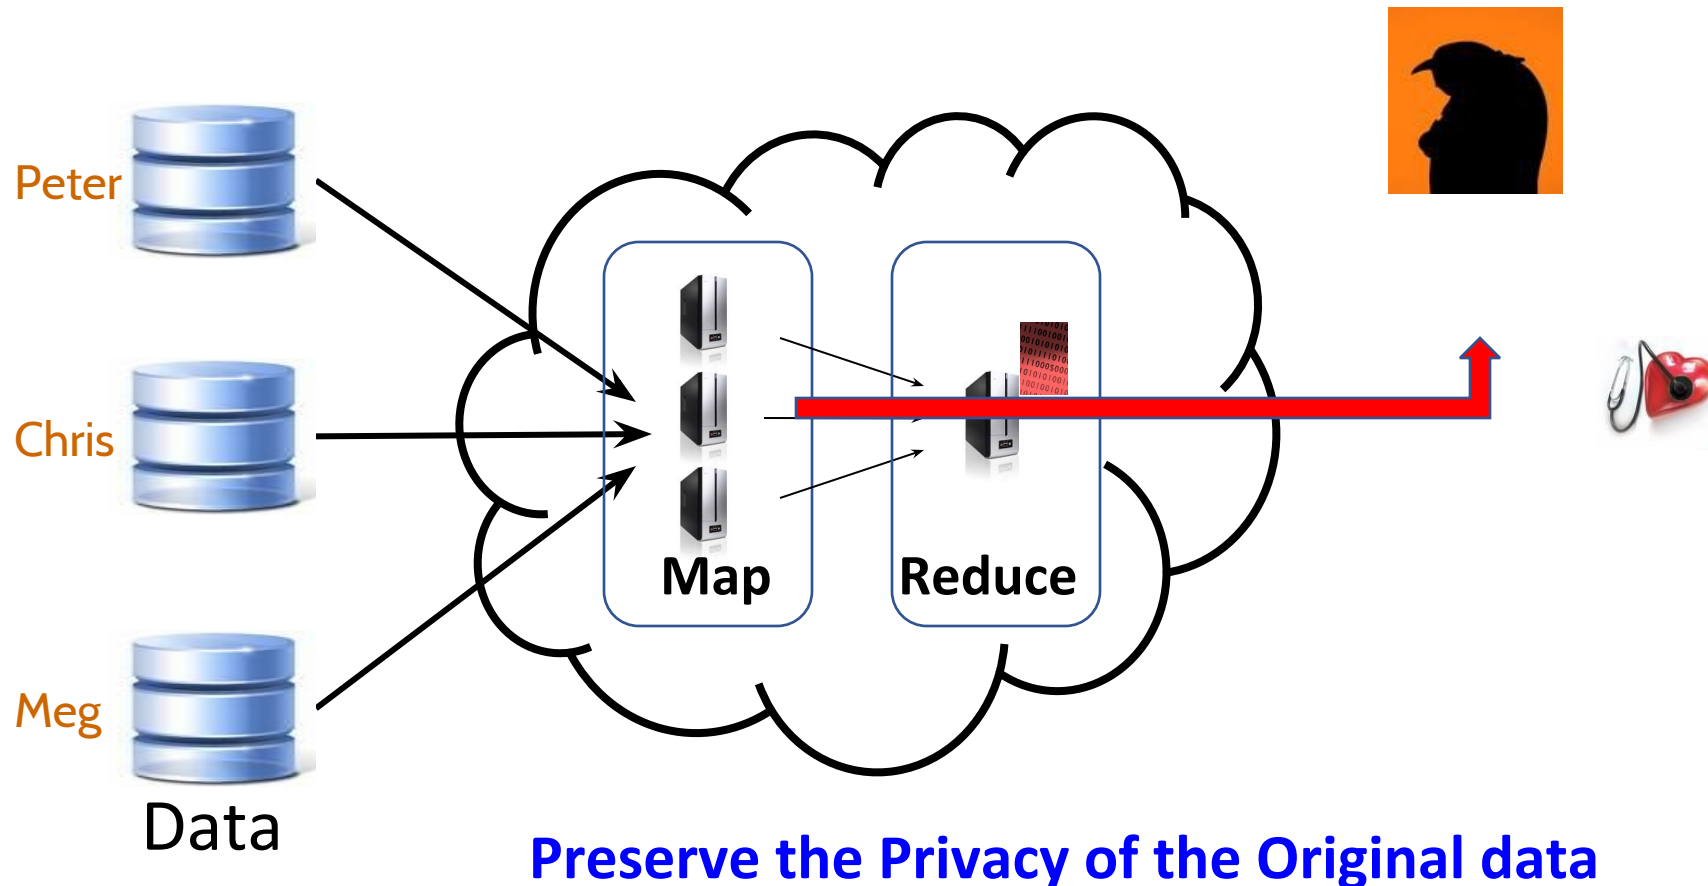 Peter
Chris
Meg
Data
Map
Reduce
Preserve the Privacy of the Original data